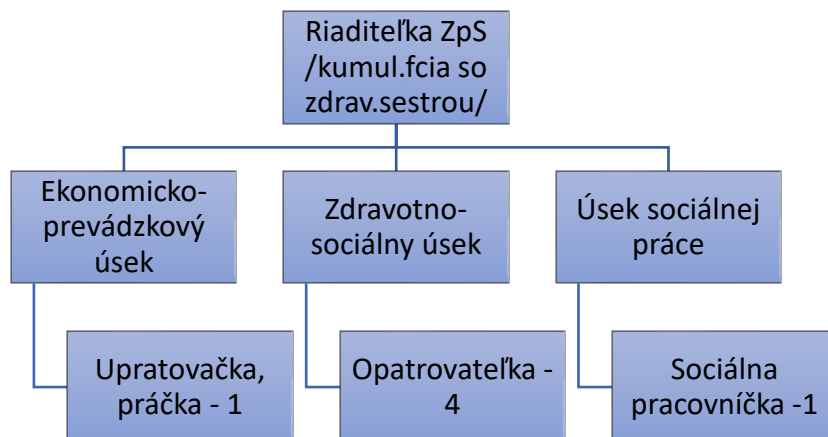 Riaditeľka ZpS
/kumul.fcia so
zdrav.sestrou/
Ekonomicko-
prevádzkový
úsek
Zdravotno-
sociálny úsek
Úsek sociálnej
práce
Upratovačka,
práčka - 1
Opatrovateľka -
4
Sociálna
pracovníčka -1